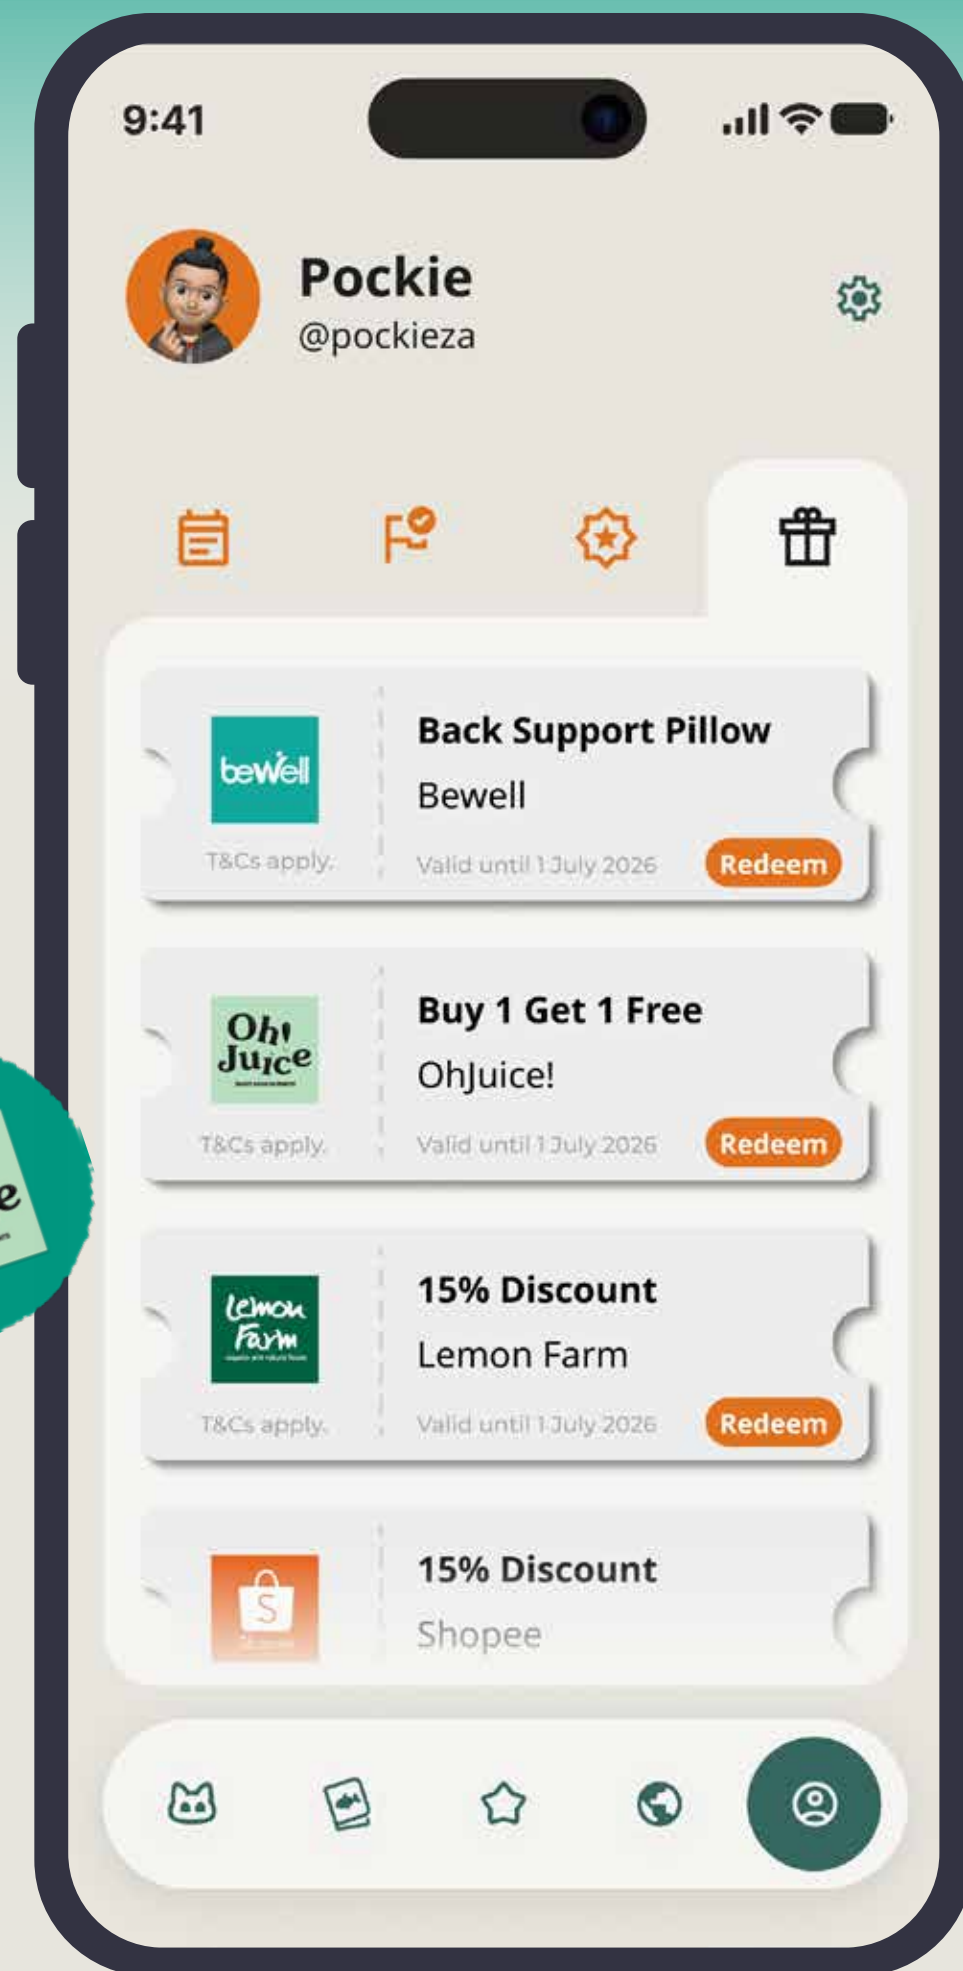 9:41
Pockie
@pockieza
bewell
T&Cs apply.
Back Support Pillow
Bewell
Valid until 1 July 2026
Redeem
Oh!
Juice
T&Cs apply.
Buy 1 Get 1 Free
OhJuice!
Valid until 1 July 2026
Redeem
Lemon
Farm
T&Cs apply.
15% Discount
Lemon Farm
Valid until 1 July 2026
Redeem
S
15% Discount
Shopee